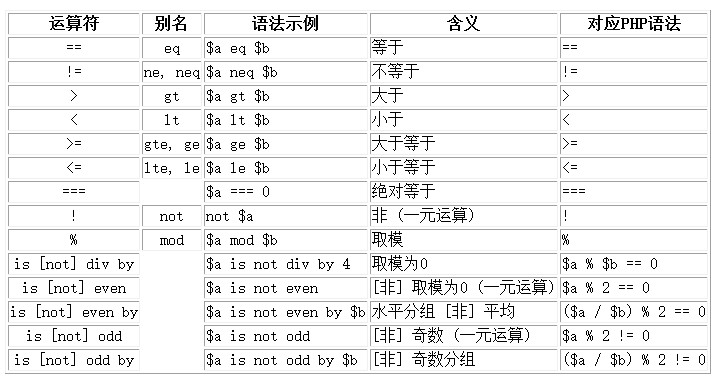 运算符 别名 语法示例 含义 对应PHP语法
== eq $a eq $b 等于 ==
!= ne, neq $a neq $b 不等于 !=
> gt $a gt $b 大于 >
< lt $a lt $b 小于 <
>= gte, ge $a ge $b 大于等于 >=
<= lte, le $a le $b 小于等于 <=
=== $a === 0 绝对等于 ===
! not not $a 非 (一元运算) !
% mod $a mod $b 取模 %
is [not] div by $a is not div by 4 取模为0 $a % $b == 0
is [not] even $a is not even [非] 取模为0 (一元运算) $a % 2 == 0
is [not] even by $a is not even by $b 水平分组 [非] 平均 ($a / $b) % 2 == 0
is [not] odd $a is not odd [非] 奇数 (一元运算) $a % 2 != 0
is [not] odd by $a is not odd by $b [非] 奇数分组 ($a / $b) % 2 != 0